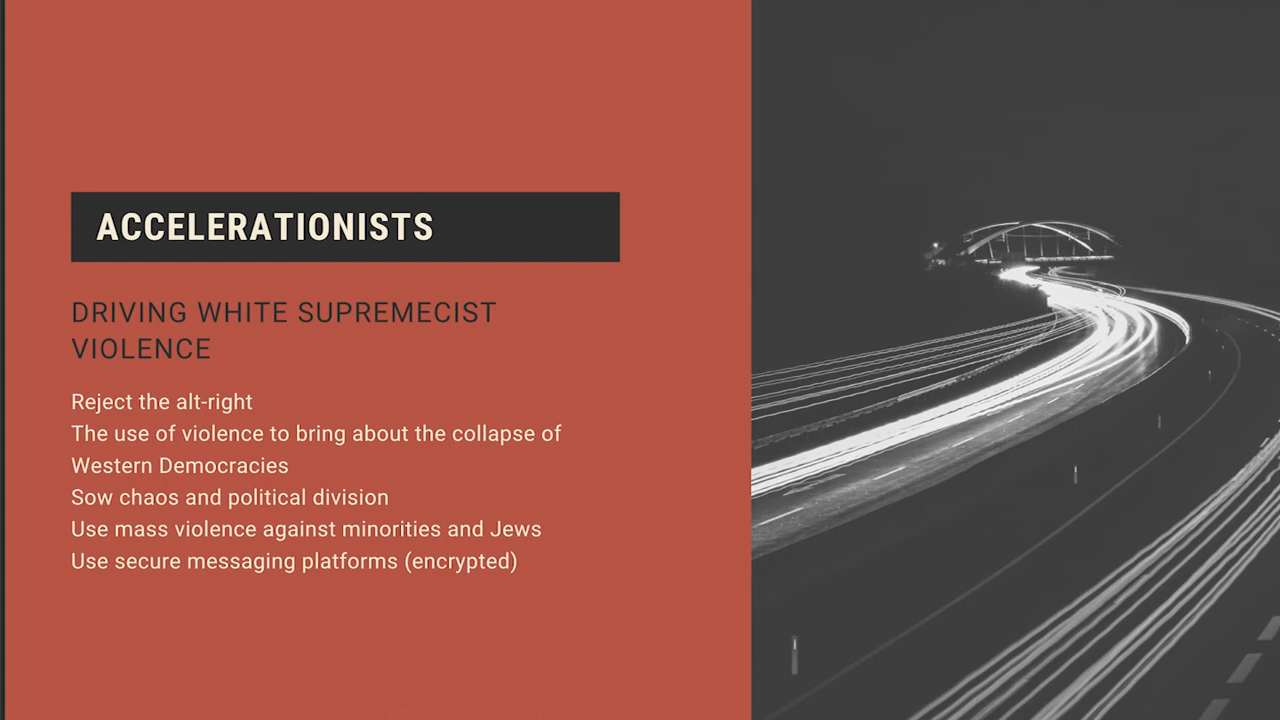 ACCELERATIONISTS
DRIVING WHITE SUPREMECIST
VIOLENCE
Reject the alt-right
The use of violence to bring about the collapse of
Western Democracies
Sow chaos and political division
Use mass violence against minorities and Jews
Use secure messaging platforms (encrypted)